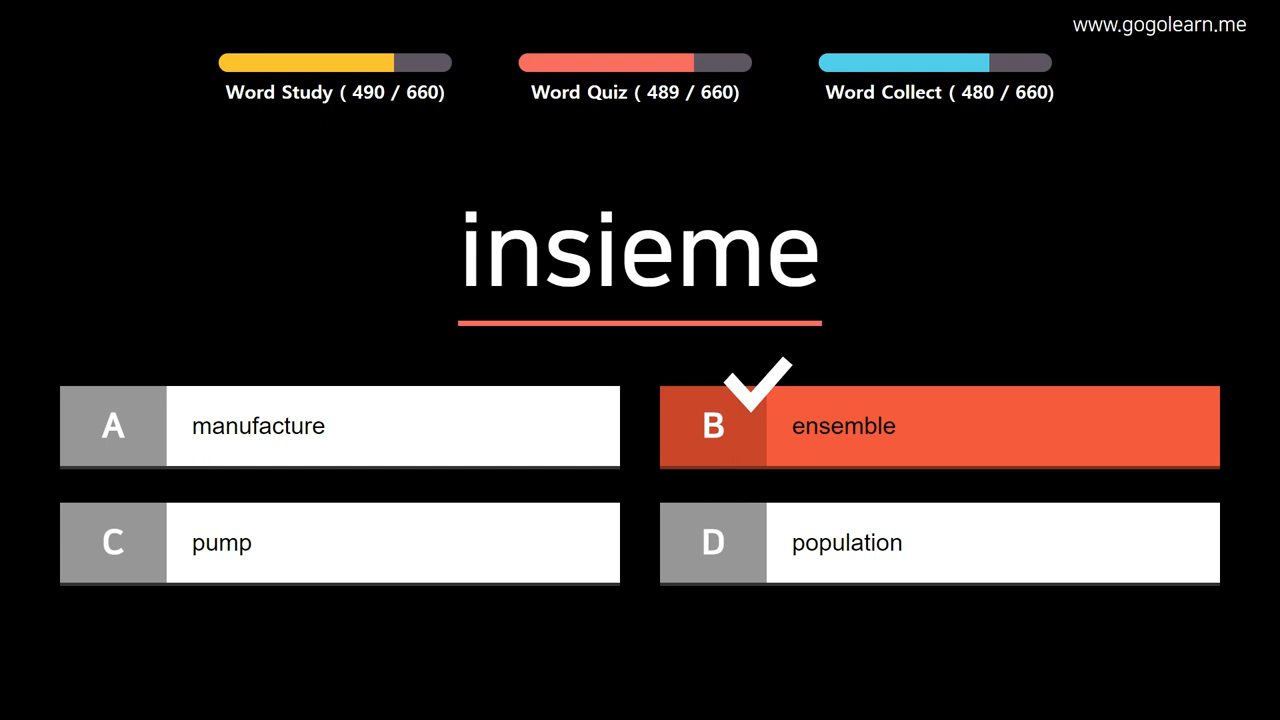 www.gogolearn.me
Word Study ( 490 / 660)
Word Quiz ( 489 / 660)
Word Collect ( 480 / 660)
insieme
A manufacture
B ensemble
C pump
D population